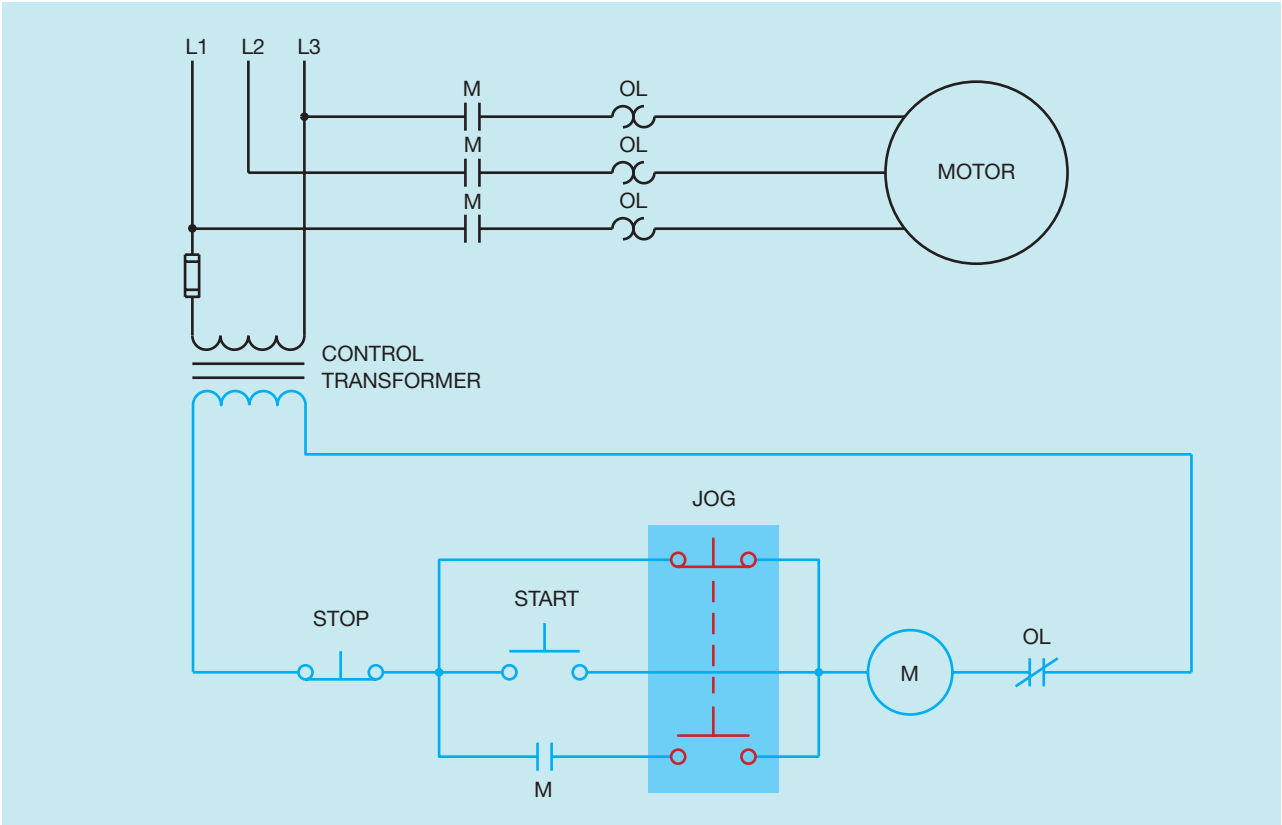 L1 L2 L3
M OL
M OL
MOTOR
M OL
CONTROL
TRANSFORMER
JOG
START
STOP
OL
M
M